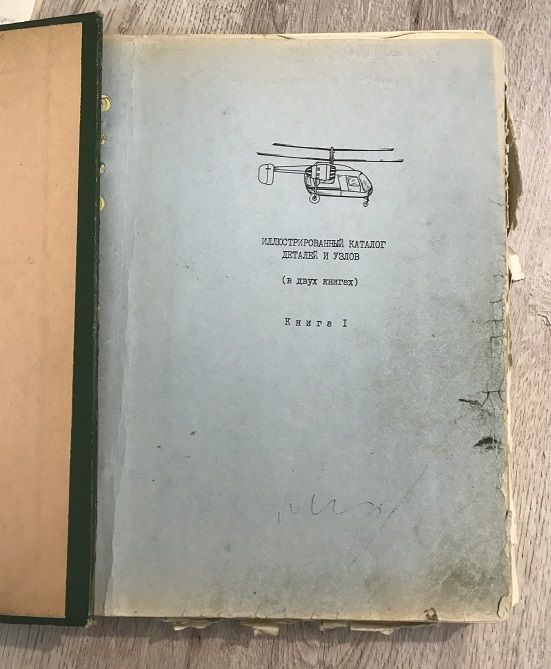 ИЛЛЮСТРИРОВАННЫЙ КАТАЛОГ
ДЕТАЛЕЙ И УЗЛОВ
(в двух книгах)
Книга I